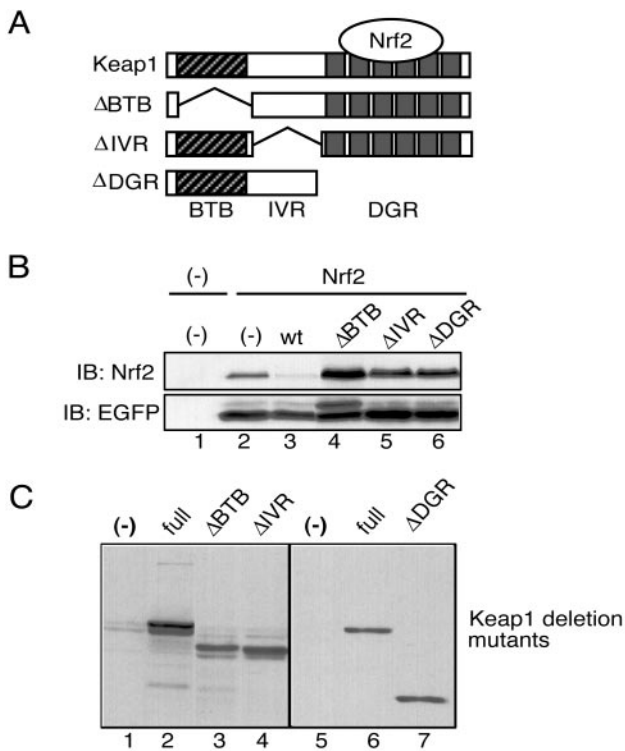 A
Nrf2
Keap1
ΔBTB
ΔIVR
ΔDGR
BTB IVR DGR
B
(-) Nrf2
(-) (-) wt ΔBTB ΔIVR ΔDGR
IB: Nrf2
IB: EGFP
1 2 3 4 5 6
C
(-) full ΔBTB ΔIVR (-) full ΔDGR
Keap1 deletion
mutants
1 2 3 4 5 6 7